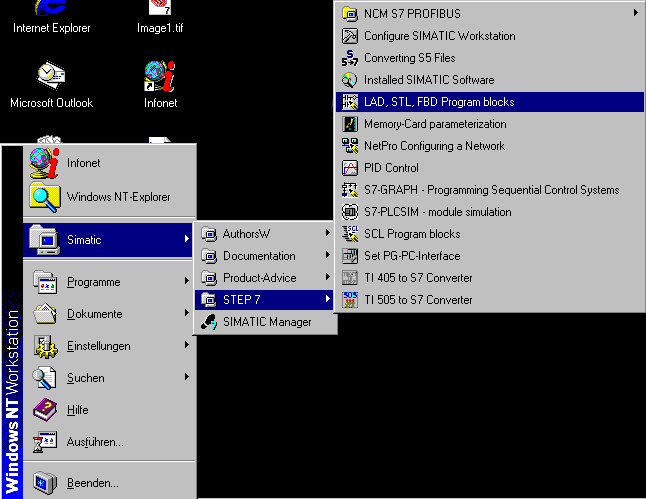 Internet Explorer
Image1.tif
Microsoft Outlook
Infonet
Windows NT Workstation
Infonet
Windows NT-Explorer
Simatic
Programme
Dokumente
Einstellungen
Suchen
Hilfe
Ausführen...
Beenden...
AuthorsW
Documentation
Product-Advice
STEP 7
SIMATIC Manager
NCM S7 PROFIBUS
Configure SIMATIC Workstation
Converting S5 Files
Installed SIMATIC Software
LAD, STL, FBD Program blocks
Memory-Card parameterization
NetPro Configuring a Network
PID Control
S7-GRAPH - Programming Sequential Control Systems
S7-PLCSIM - module simulation
SCL Program blocks
Set PG-PC-Interface
TI 405 to S7 Converter
TI 505 to S7 Converter